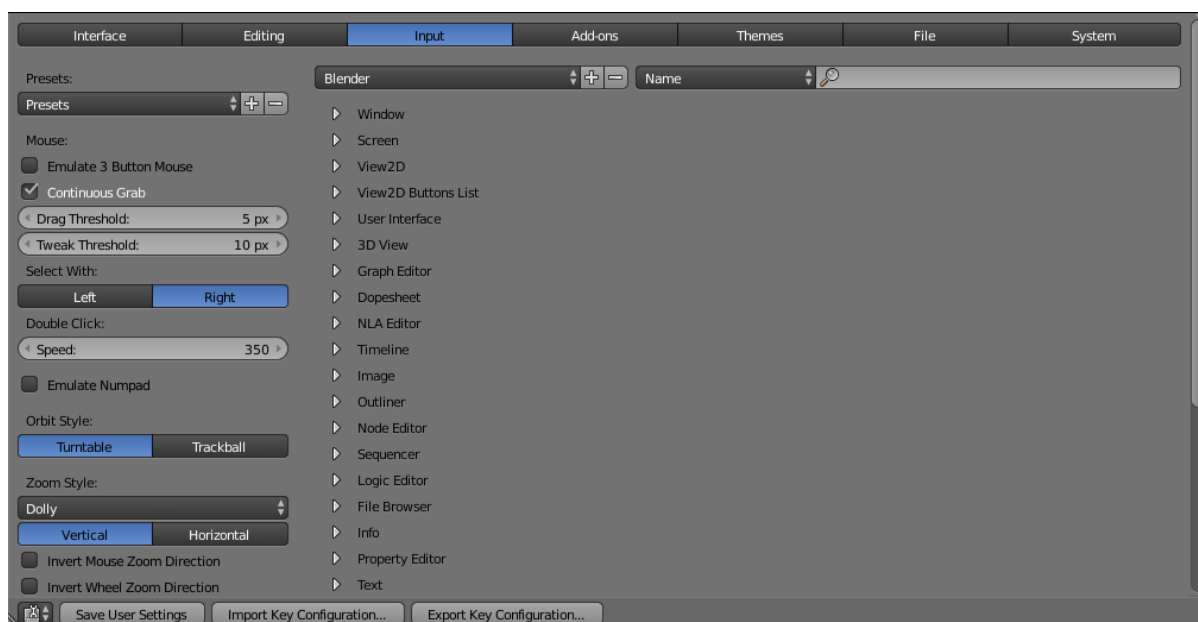 Interface Editing Input Add-ons Themes File System
Presets:
Presets
Mouse:
Emulate 3 Button Mouse
Continuous Grab
Drag Threshold: 5 px
Tweak Threshold: 10 px
Select With:
Left Right
Double Click:
Speed: 350
Emulate Numpad
Orbit Style:
Turntable Trackball
Zoom Style:
Dolly
Vertical Horizontal
Invert Mouse Zoom Direction
Invert Wheel Zoom Direction
Blender Name
Window
Screen
View2D
View2D Buttons List
User Interface
3D View
Graph Editor
Dopesheet
NLA Editor
Timeline
Image
Outliner
Node Editor
Sequencer
Logic Editor
File Browser
Info
Property Editor
Text
Save User Settings Import Key Configuration... Export Key Configuration...